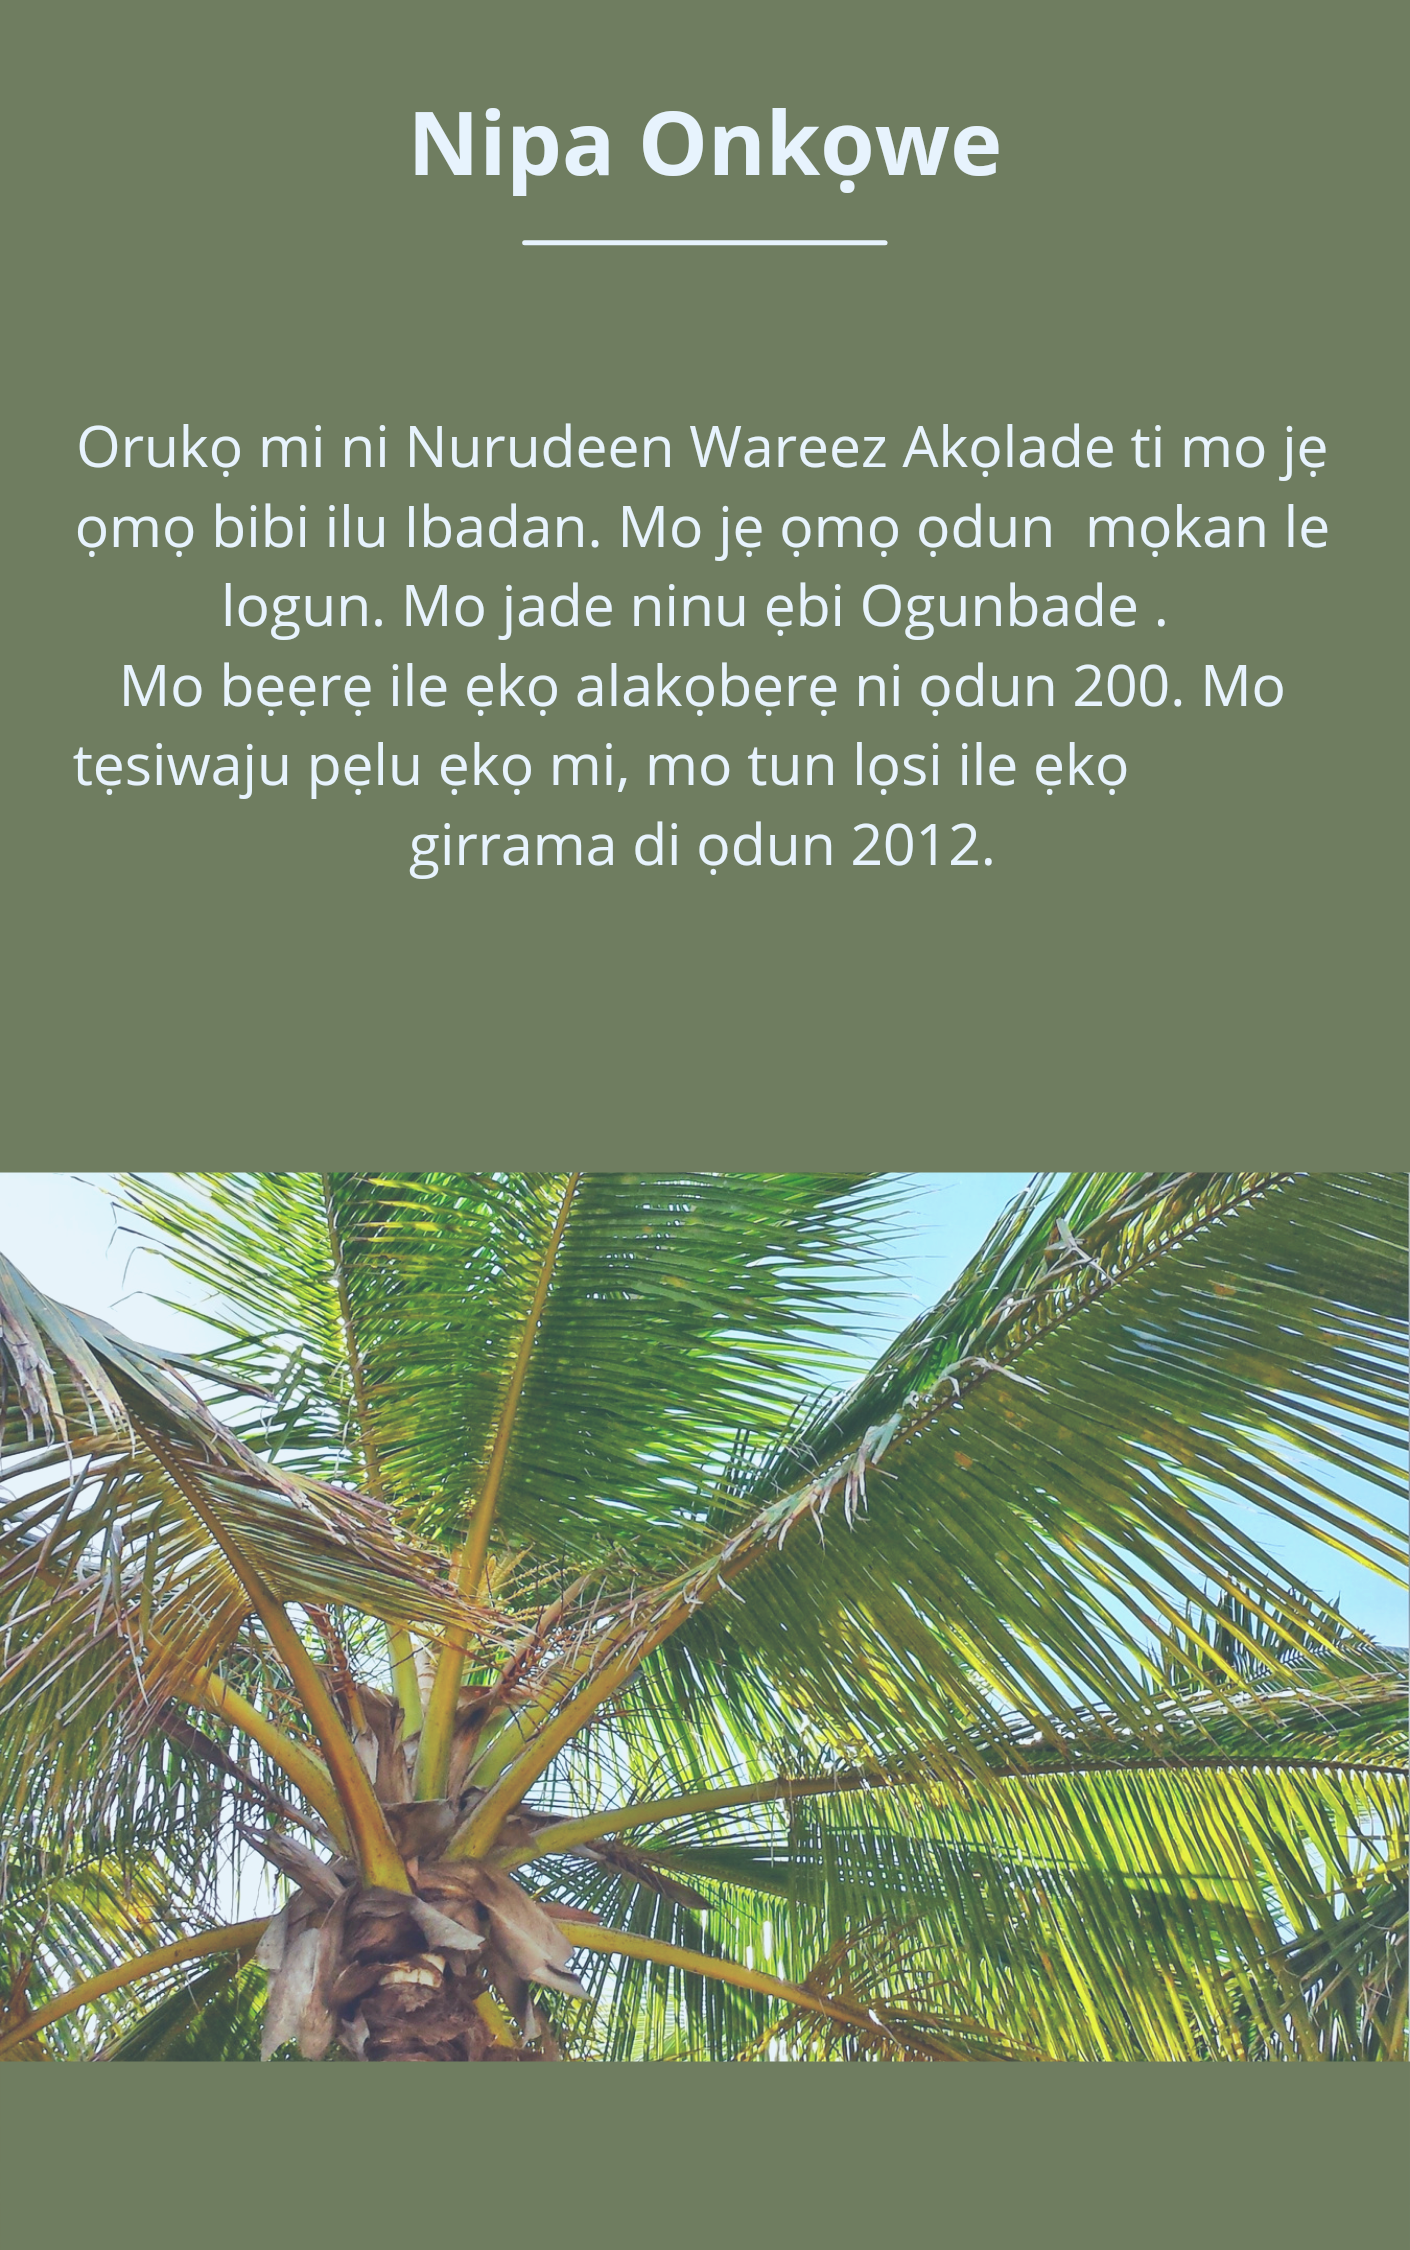 Nipa Onkọwe
Orukọ mi ni Nurudeen Wareez Akọlade ti mo jẹ
ọmọ bibi ilu Ibadan. Mo jẹ ọmọ ọdun  mọkan le
logun. Mo jade ninu ẹbi Ogunbade .
Mo bẹẹrẹ ile ẹkọ alakọbẹrẹ ni ọdun 200. Mo
tẹsiwaju pẹlu ẹkọ mi, mo tun lọsi ile ẹkọ
girrama di ọdun 2012.